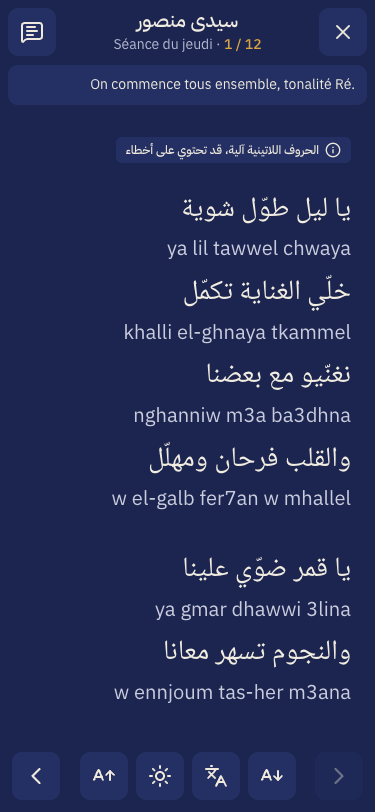 سيدي منصور
Séance du jeudi · 1 / 12
On commence tous ensemble, tonalité Ré.
الحروف اللاتينية آلية، قد تحتوي على أخطاء
يا ليل طوّل شوية
ya lil tawwel chwaya
خلّي الغناية تكمّل
khalli el-ghnaya tkammel
نغنّيو مع بعضنا
nghanniw m3a ba3dhna
والقلب فرحان ومهلّل
w el-galb fer7an w mhallel
يا قمر ضوّي علينا
ya gmar dhawwi 3lina
والنجوم تسهر معانا
w ennjoum tas-her m3ana
A↑ A↓